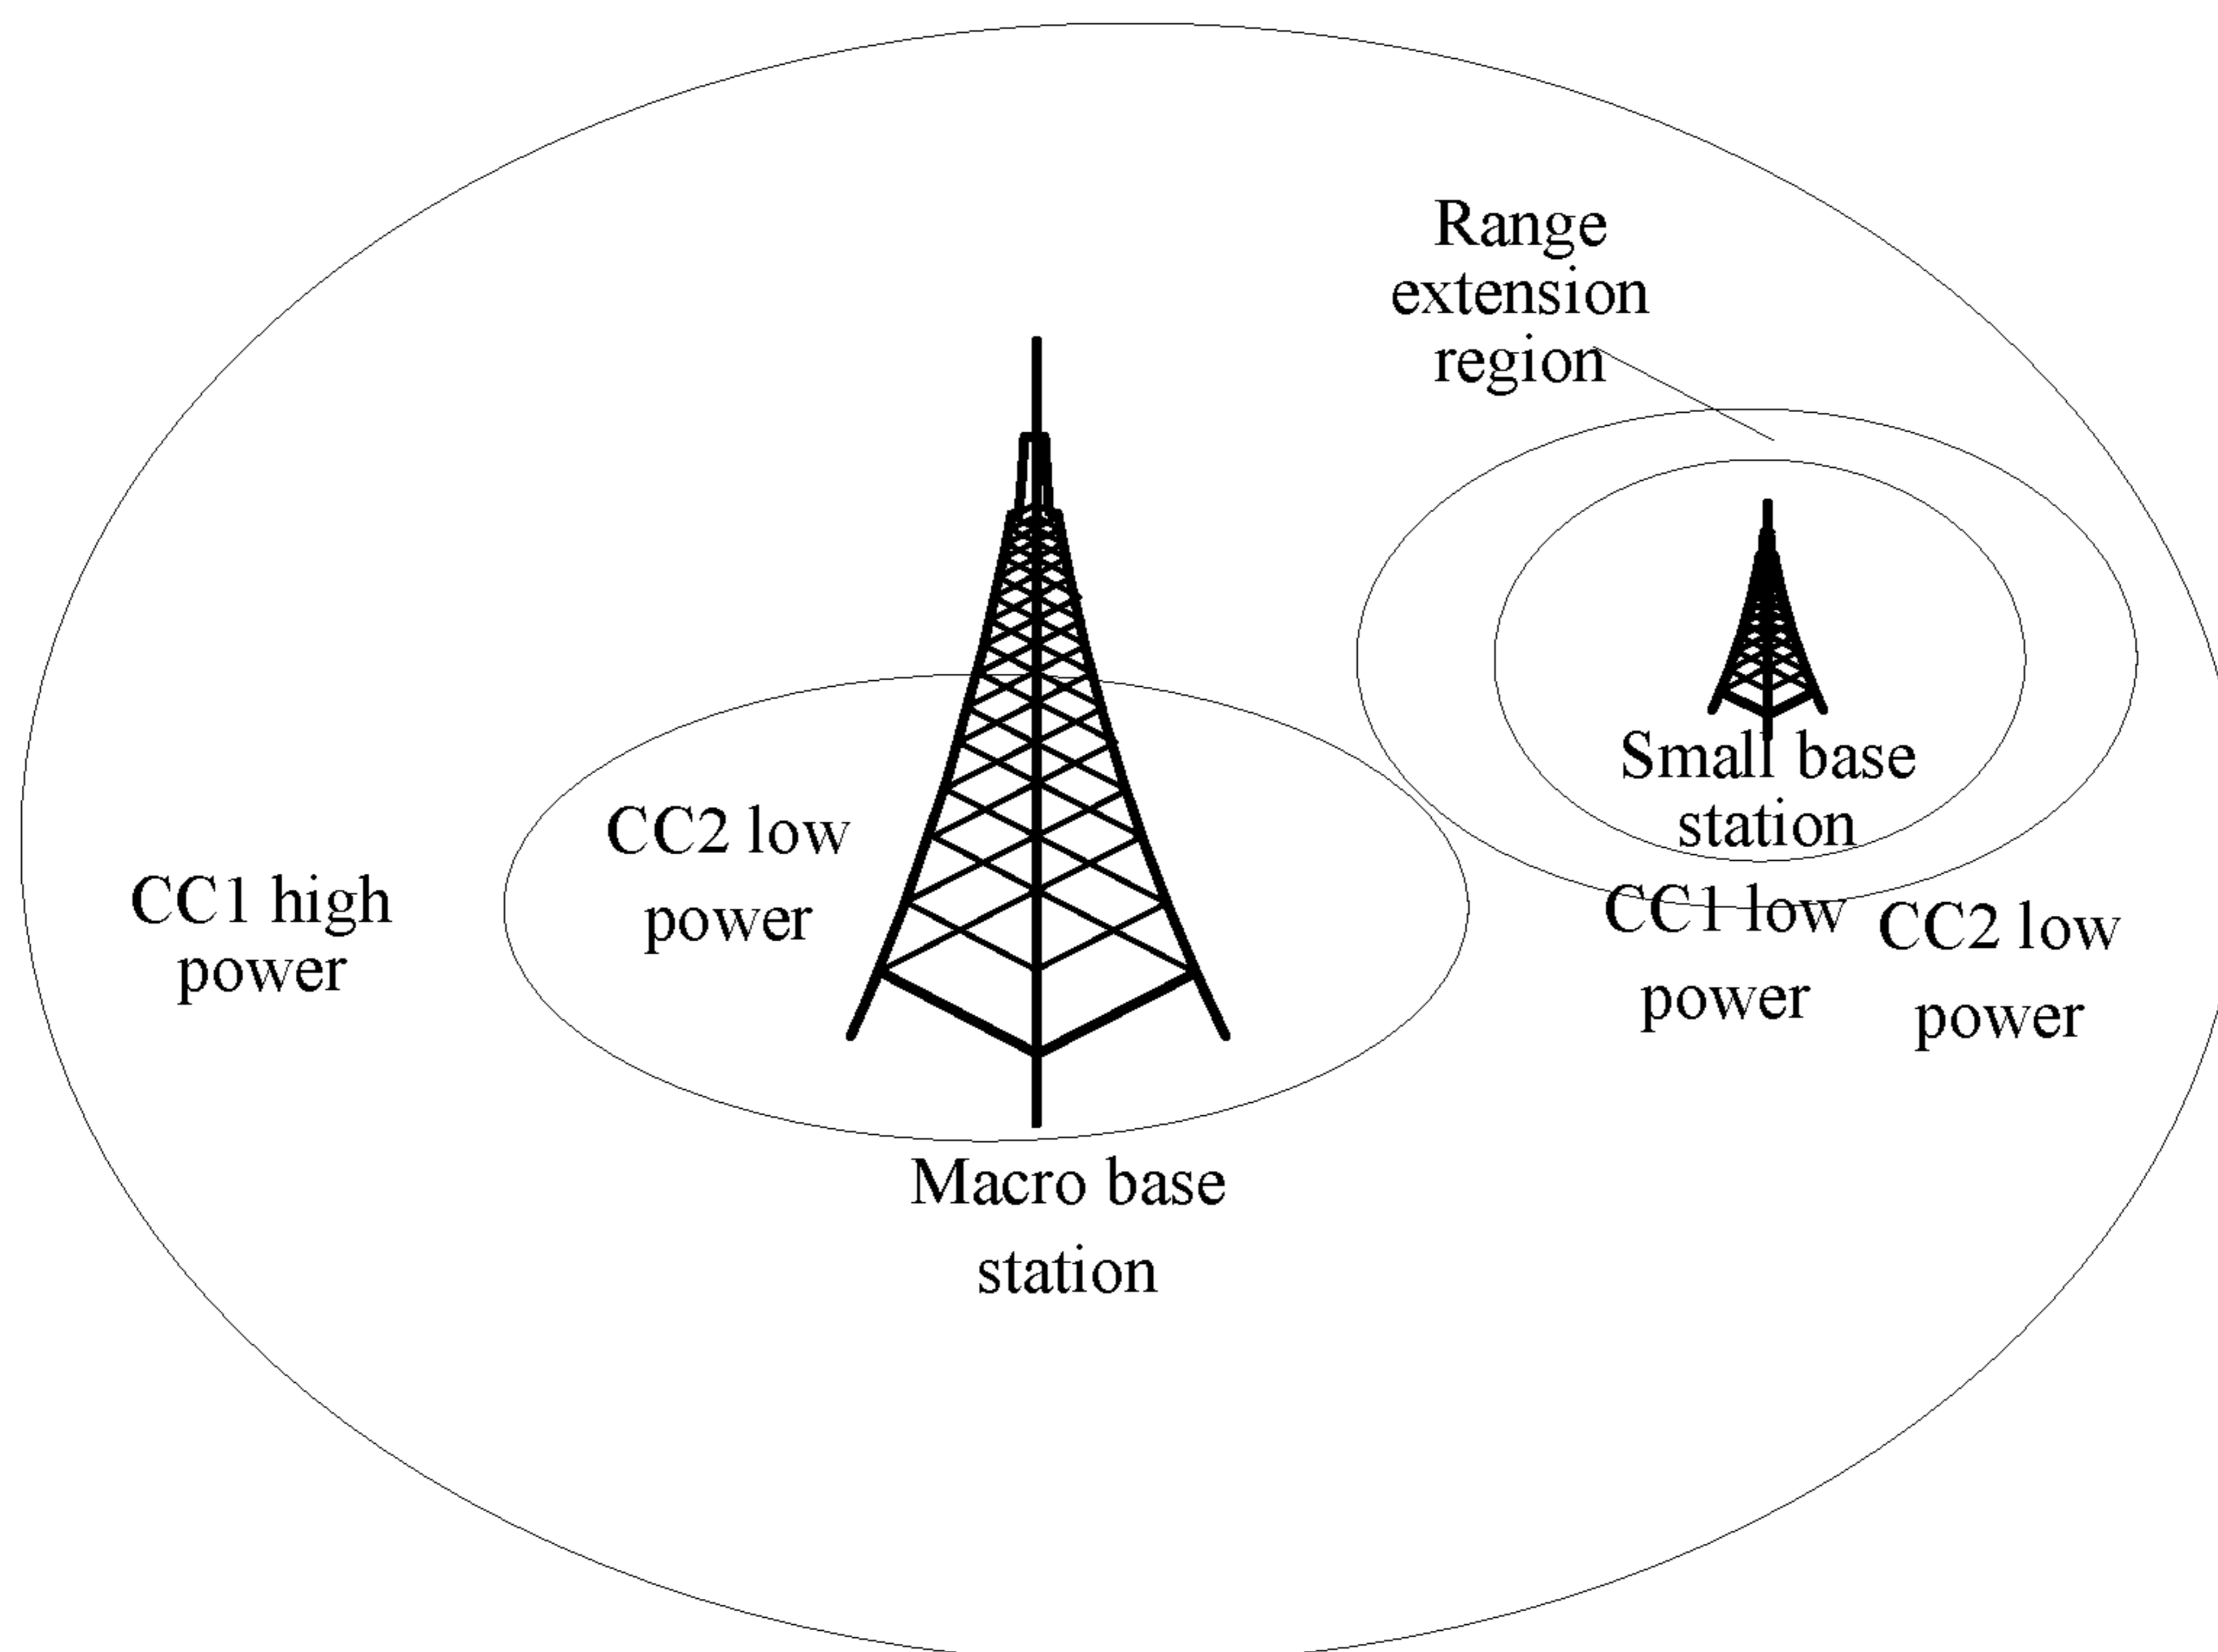 Range
extension
region
CC2 low
power
CC1 high
power
Small base
station
CC1 low
power
CC2 low
power
Macro base
station